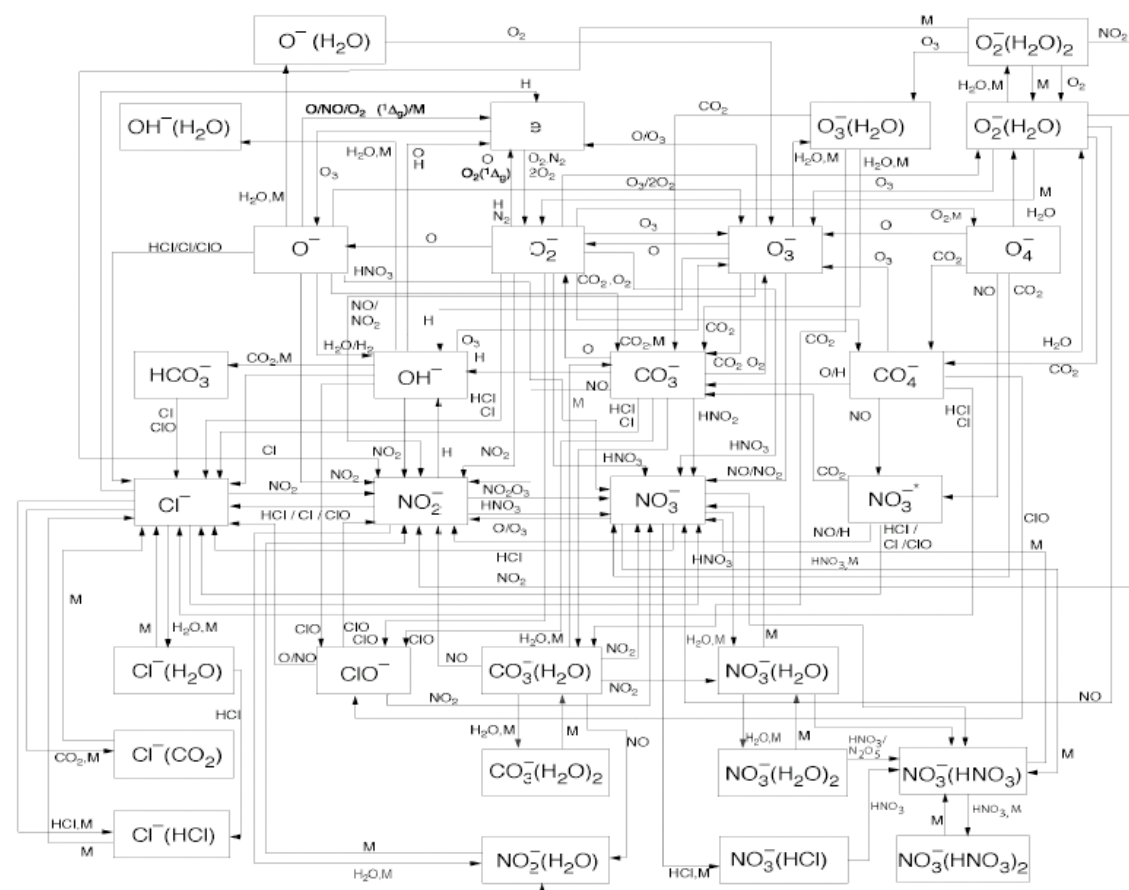 M
O₂⁻(H₂O)₂
NO₂
O⁻(H₂O)
O₂
O₃
H
H₂O,M
M
O₂
O/NO/O₂ (¹Δg)/M
e
CO₂
O₃⁻(H₂O)
O₂⁻(H₂O)
OH⁻(H₂O)
O/O₃
H₂O,M
O
H
O
O₂,N₂
H₂O,M
H₂O,M
O₂(¹Δg)
2O₂
O₃
H₂O,M
O₃/2O₂
O₃
M
H
N₂
O₃
O₂,M
H₂O
HCl/Cl/ClO
O⁻
O
O₂⁻
O
O₃⁻
O
O₄⁻
HNO₃
CO₂,O₂
O₃
CO₂
NO
CO₂
NO/
NO₂
H
CO₂
CO₂
H₂O/H₂
O₃
H₂O
CO₂,M
H
O
CO₂,M
CO₂ O₂
CO₂
HCO₃⁻
OH⁻
NO
CO₃⁻
O/H
CO₄⁻
Cl
ClO
HCl
Cl
M
HCl
Cl
HNO₂
NO
HCl
Cl
Cl
NO₂
H
NO₂
HNO₃
HNO₃
NO₂
NO/NO₂
CO₂
Cl⁻
NO₂
NO₂⁻
NO₂O₃
HNO₃
NO₃⁻
NO₃⁻*
HCl / Cl / ClO
O/O₃
NO/H
HCl /
Cl /ClO
ClO
HCl
HNO₃
HNO₃,M
M
M
NO₂
M
H₂O,M
ClO
ClO
ClO
ClO
H₂O,M
NO₂
H₂O,M
M
Cl⁻(H₂O)
O/NO
ClO⁻
NO
CO₃⁻(H₂O)
NO₂
NO₃⁻(H₂O)
NO₂
NO
HCl
H₂O,M
M
NO
H₂O,M
M
HNO₃/
N₂O₅
M
CO₂,M
Cl⁻(CO₂)
CO₃⁻(H₂O)₂
NO₃⁻(H₂O)₂
NO₃⁻(HNO₃)
HNO₃
M
HNO₃, M
HCl,M
Cl⁻(HCl)
M
M
H₂O,M
NO₂⁻(H₂O)
HCl,M
NO₃⁻(HCl)
NO₃⁻(HNO₃)₂